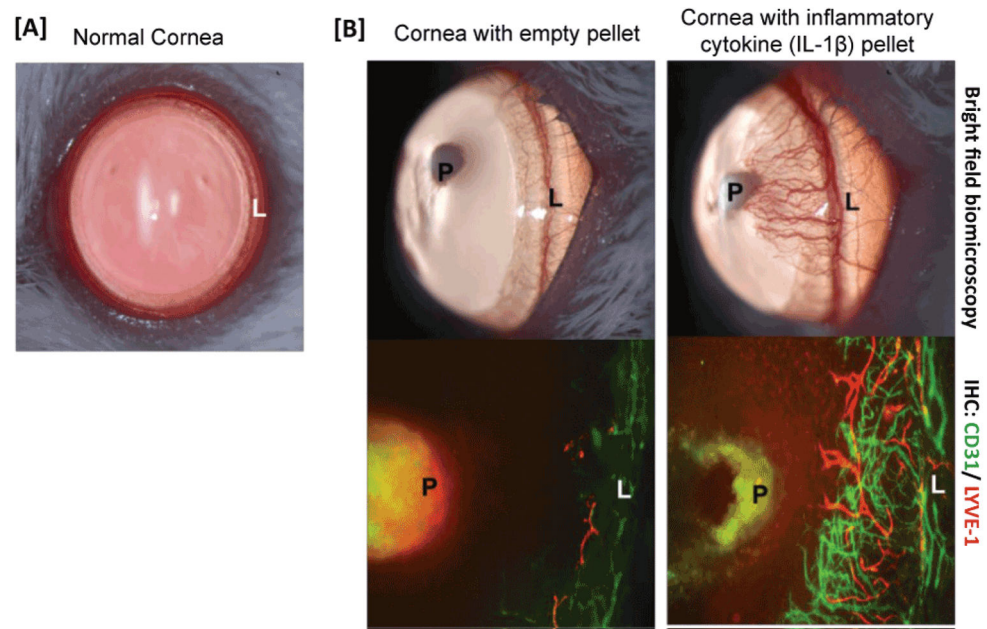 [A]
Normal Cornea
L
[B]
Cornea with empty pellet
Cornea with inflammatory
cytokine (IL-1β) pellet
P
L
P
L
Bright field biomicroscopy
P
L
P
L
IHC: CD31/ LYVE-1